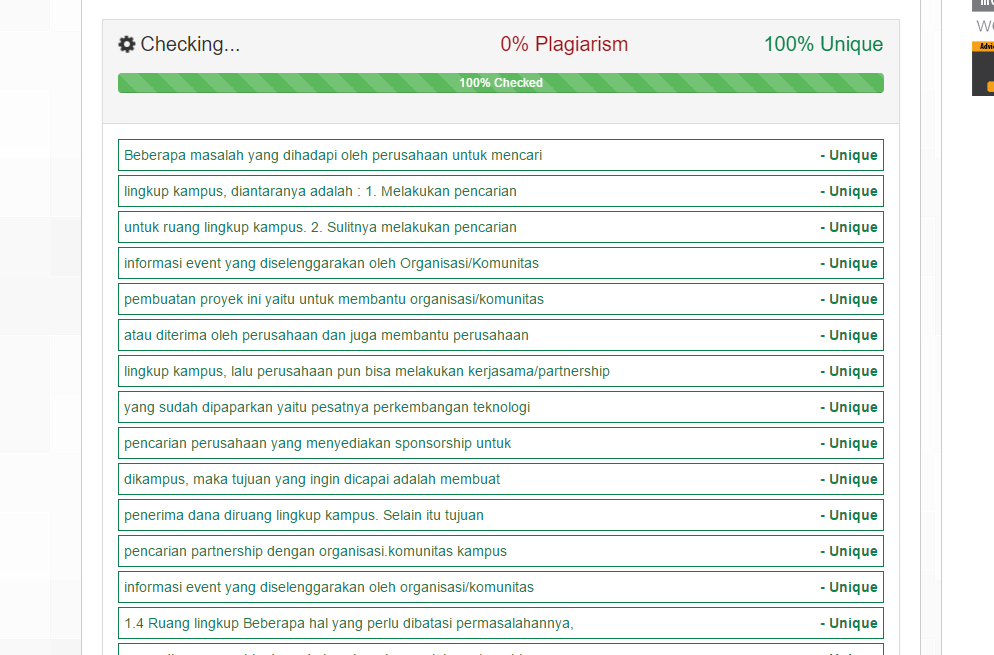 Checking...
0% Plagiarism
100% Unique
100% Checked
Beberapa masalah yang dihadapi oleh perusahaan untuk mencari - Unique
lingkup kampus, diantaranya adalah : 1. Melakukan pencarian - Unique
untuk ruang lingkup kampus. 2. Sulitnya melakukan pencarian - Unique
informasi event yang diselenggarakan oleh Organisasi/Komunitas - Unique
pembuatan proyek ini yaitu untuk membantu organisasi/komunitas - Unique
atau diterima oleh perusahaan dan juga membantu perusahaan - Unique
lingkup kampus, lalu perusahaan pun bisa melakukan kerjasama/partnership - Unique
yang sudah dipaparkan yaitu pesatnya perkembangan teknologi - Unique
pencarian perusahaan yang menyediakan sponsorship untuk - Unique
dikampus, maka tujuan yang ingin dicapai adalah membuat - Unique
penerima dana diruang lingkup kampus. Selain itu tujuan - Unique
pencarian partnership dengan organisasi.komunitas kampus - Unique
informasi event yang diselenggarakan oleh organisasi/komunitas - Unique
1.4 Ruang lingkup Beberapa hal yang perlu dibatasi permasalahannya, - Unique